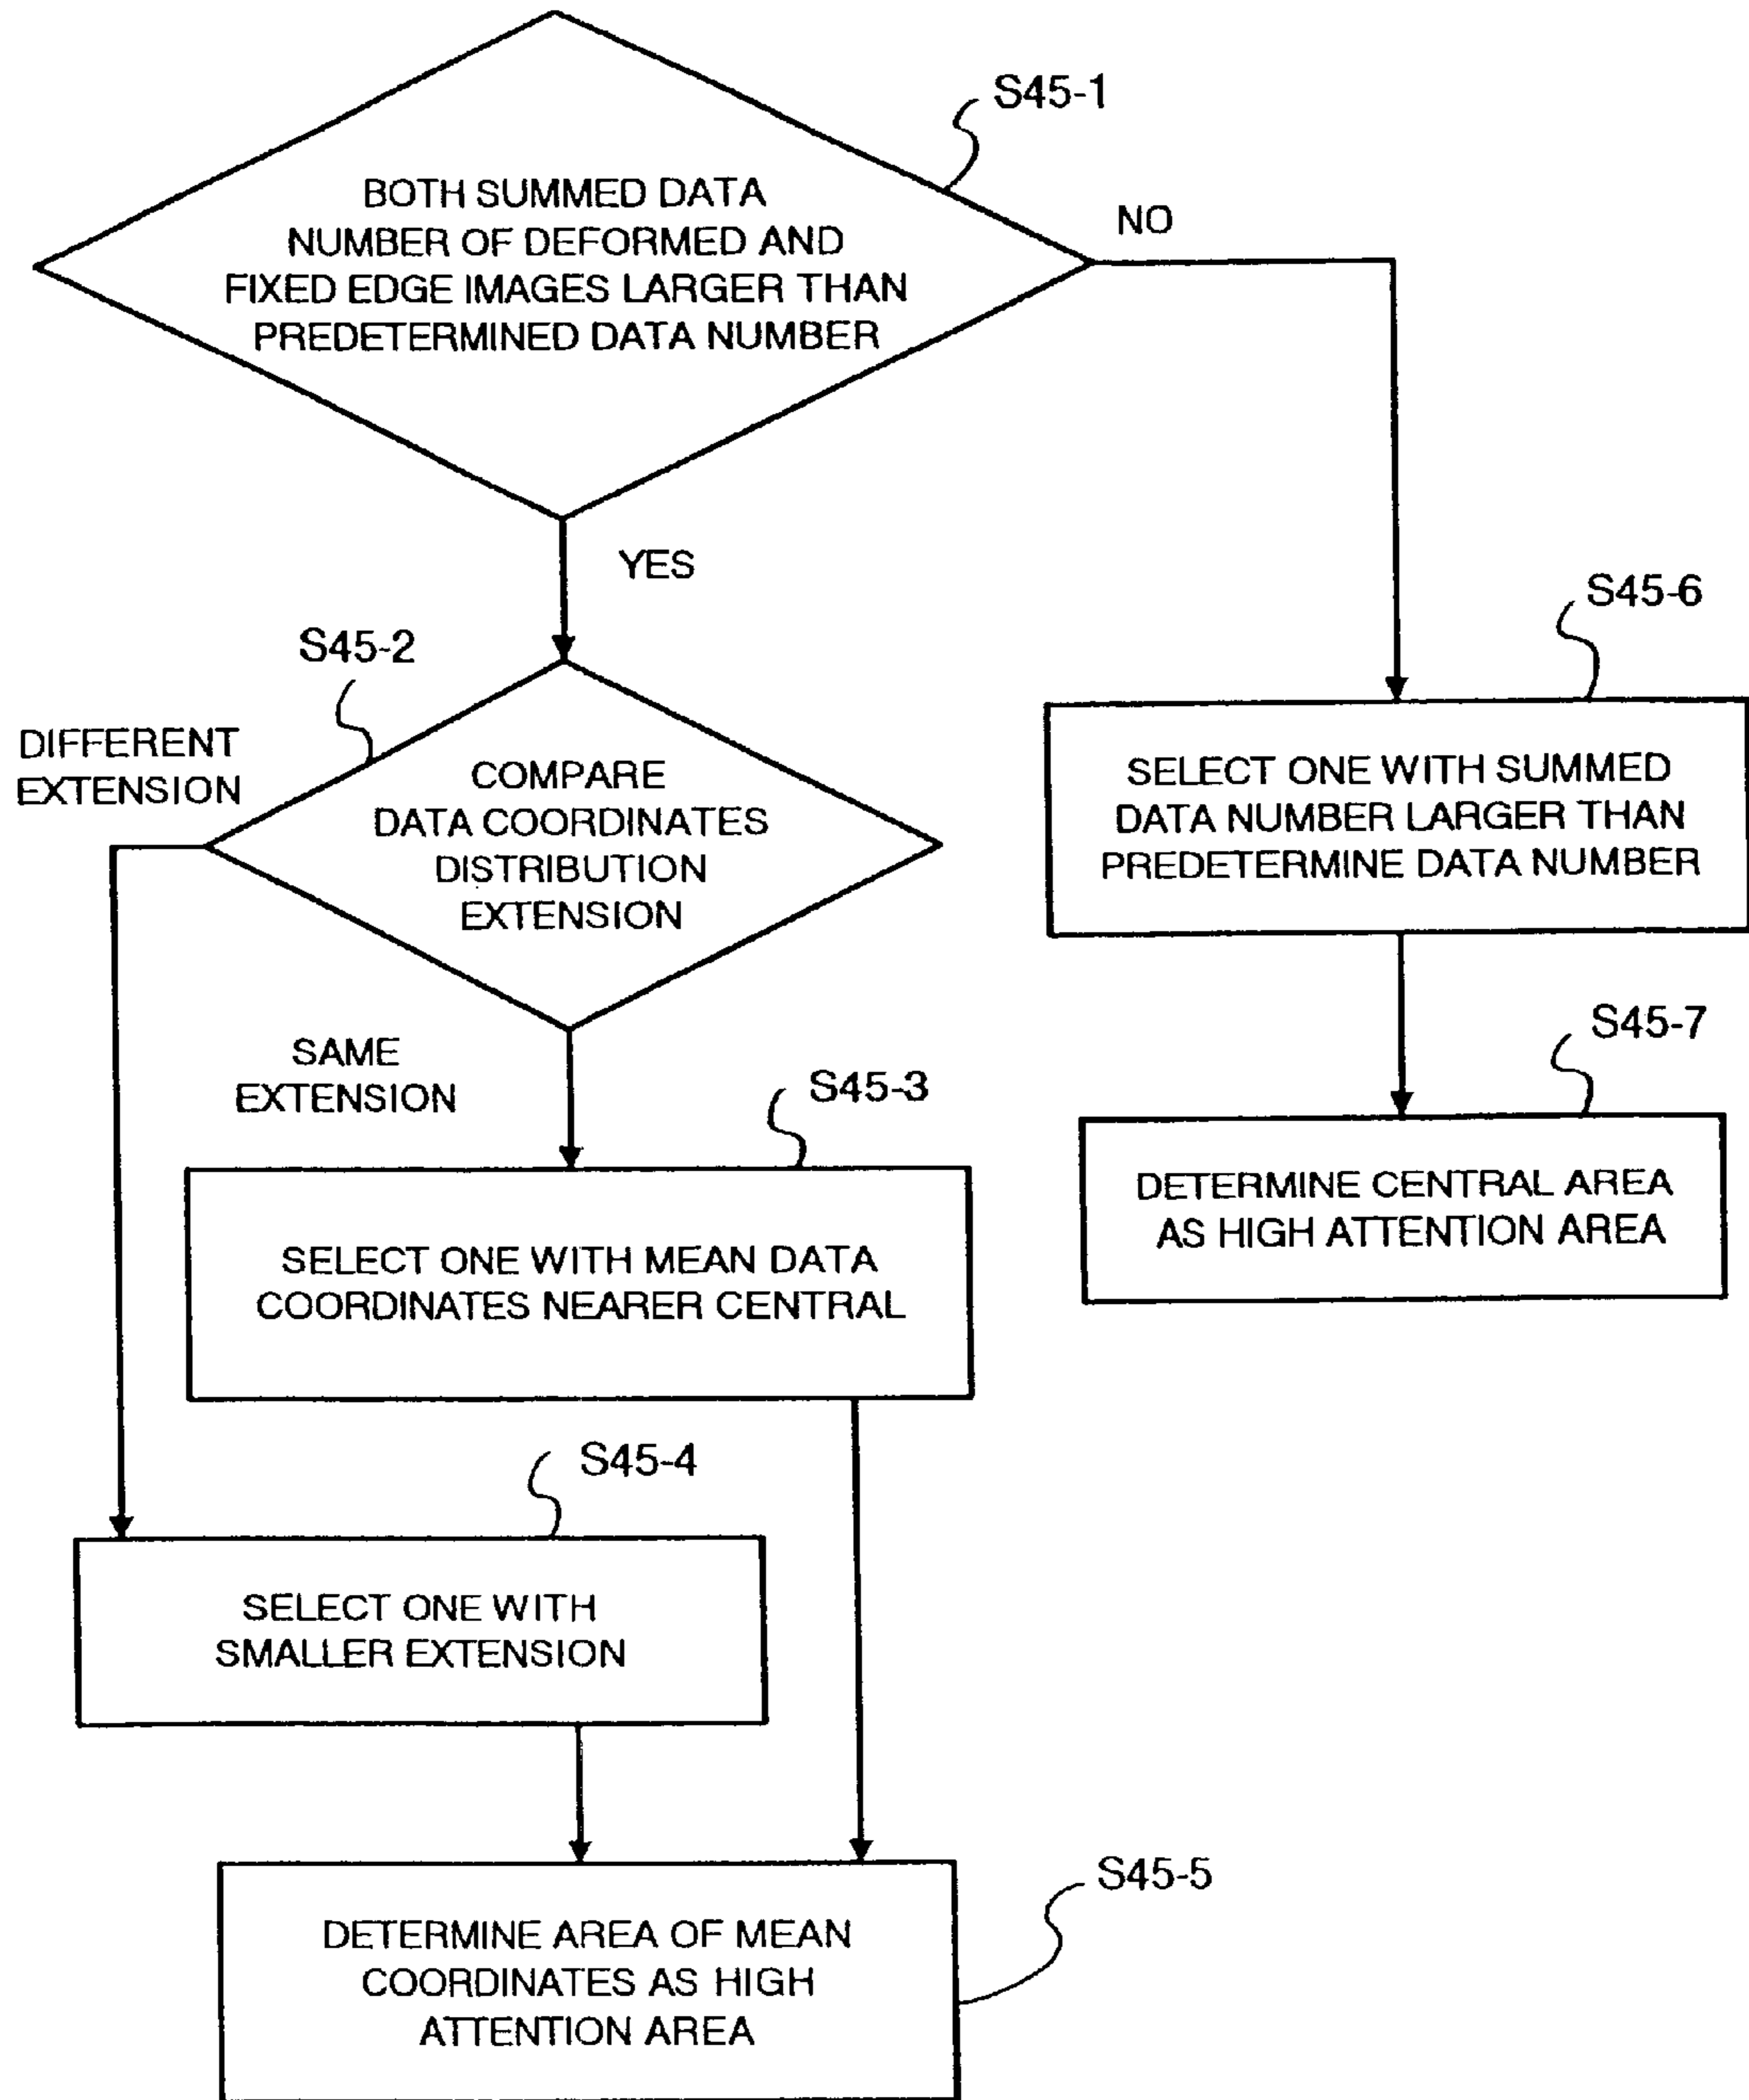 S45-1
BOTH SUMMED DATA
NUMBER OF DEFORMED AND
FIXED EDGE IMAGES LARGER THAN
PREDETERMINED DATA NUMBER
NO
YES
S45-6
S45-2
DIFFERENT
EXTENSION
COMPARE
DATA COORDINATES
DISTRIBUTION
EXTENSION
SELECT ONE WITH SUMMED
DATA NUMBER LARGER THAN
PREDETERMINE DATA NUMBER
SAME
EXTENSION
S45-3
S45-7
SELECT ONE WITH MEAN DATA
COORDINATES NEARER CENTRAL
DETERMINE CENTRAL AREA
AS HIGH ATTENTION AREA
S45-4
SELECT ONE WITH
SMALLER EXTENSION
S45-5
DETERMINE AREA OF MEAN
COORDINATES AS HIGH
ATTENTION AREA